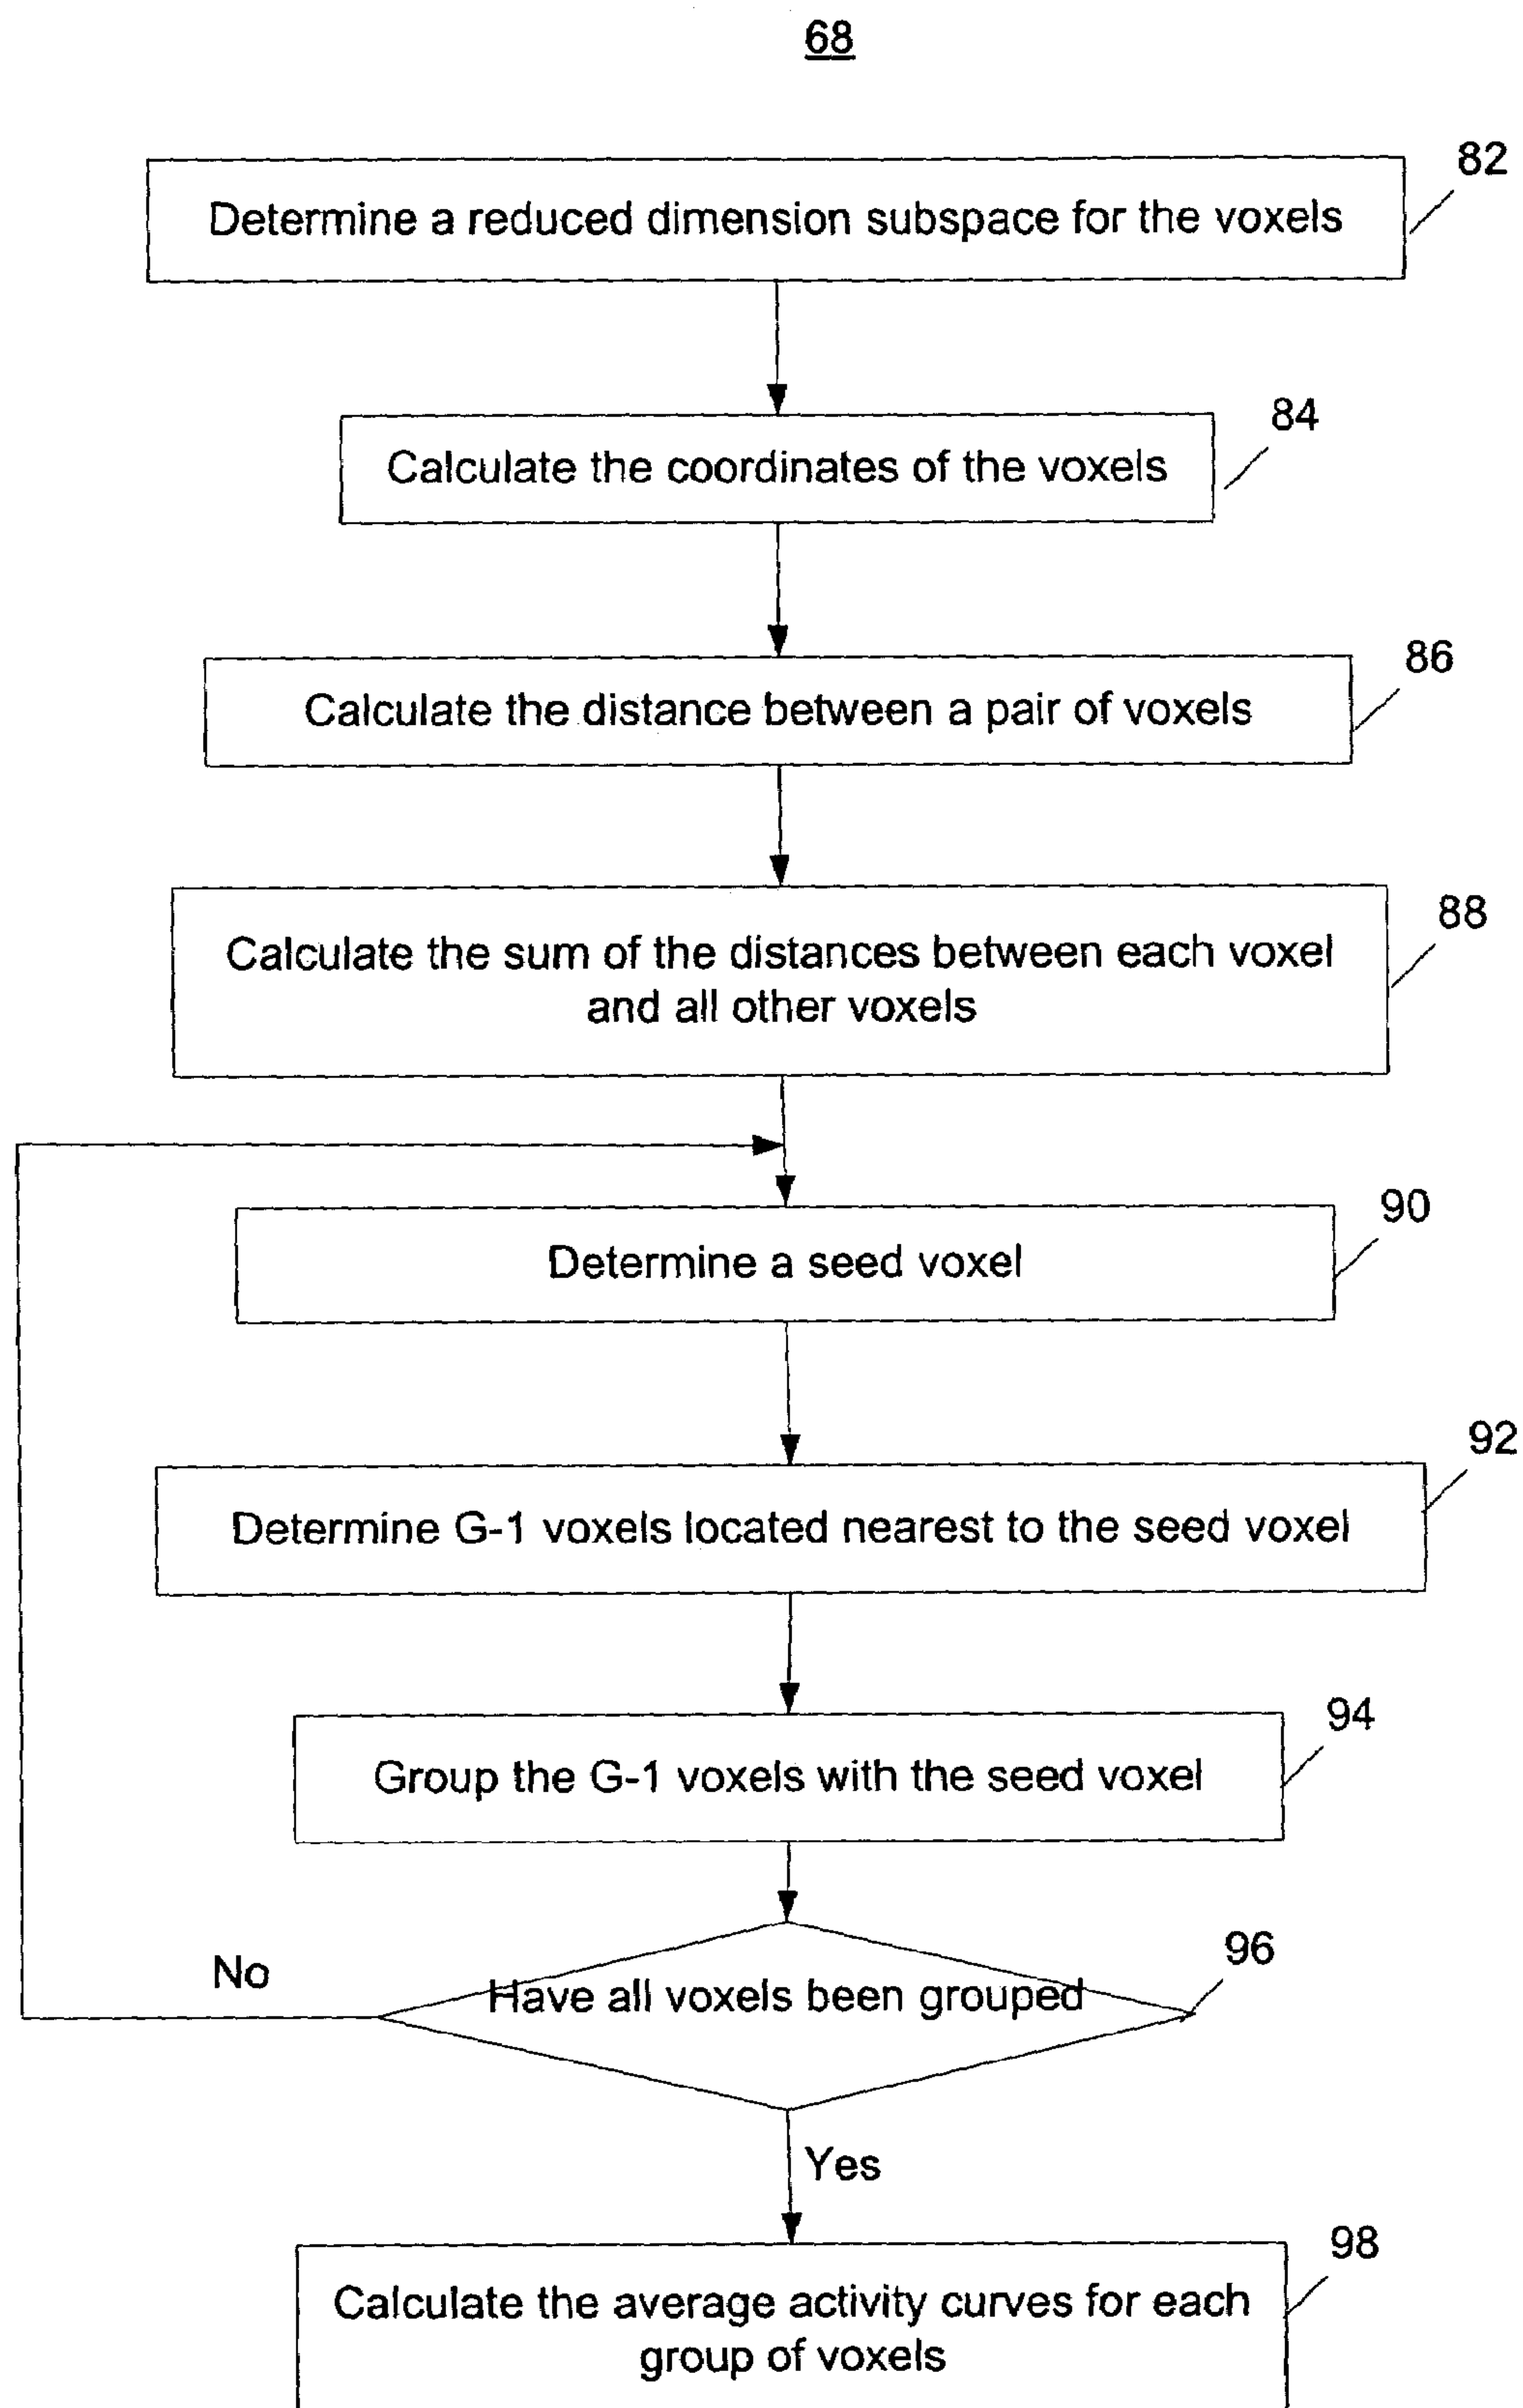 68
82
Determine a reduced dimension subspace for the voxels
84
Calculate the coordinates of the voxels
86
Calculate the distance between a pair of voxels
88
Calculate the sum of the distances between each voxel
and all other voxels
90
Determine a seed voxel
92
Determine G-1 voxels located nearest to the seed voxel
94
Group the G-1 voxels with the seed voxel
96
No
Have all voxels been grouped
Yes
98
Calculate the average activity curves for each
group of voxels